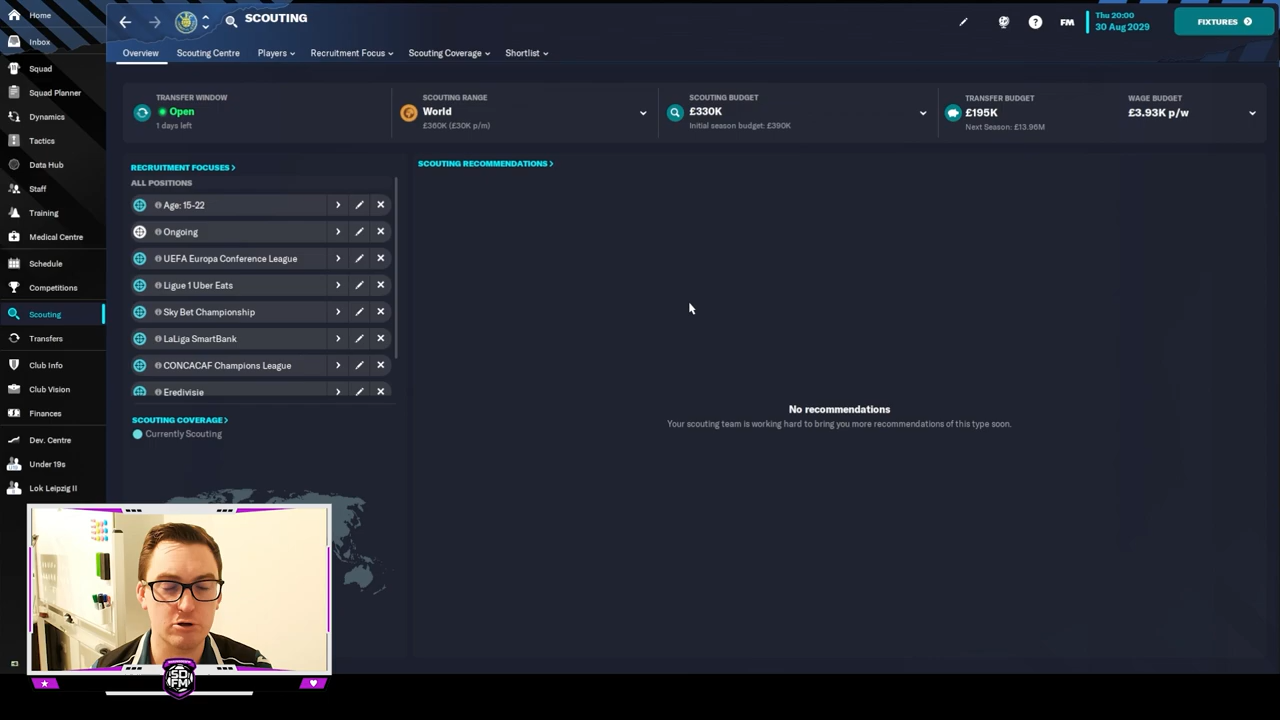 Home
Inbox
Squad
Squad Planner
Dynamics
Tactics
Data Hub
Staff
Training
Medical Centre
Schedule
Competitions
Scouting
Transfers
Club Info
Club Vision
Finances
Dev. Centre
Under 19s
Lok Leipzig II
SCOUTING
FM
Thu 20:00
30 Aug 2029
FIXTURES
Overview
Scouting Centre
Players
Recruitment Focus
Scouting Coverage
Shortlist
TRANSFER WINDOW
Open
1 days left
SCOUTING RANGE
World
£360K (£30K p/m)
SCOUTING BUDGET
£330K
Initial season budget: £390K
TRANSFER BUDGET
£195K
Next Season: £13.96M
WAGE BUDGET
£3.93K p/w
RECRUITMENT FOCUSES >
ALL POSITIONS
Age: 15-22
Ongoing
UEFA Europa Conference League
Ligue 1 Uber Eats
Sky Bet Championship
LaLiga SmartBank
CONCACAF Champions League
Eredivisie
SCOUTING COVERAGE >
Currently Scouting
SCOUTING RECOMMENDATIONS >
No recommendations
Your scouting team is working hard to bring you more recommendations of this type soon.
SD
FM